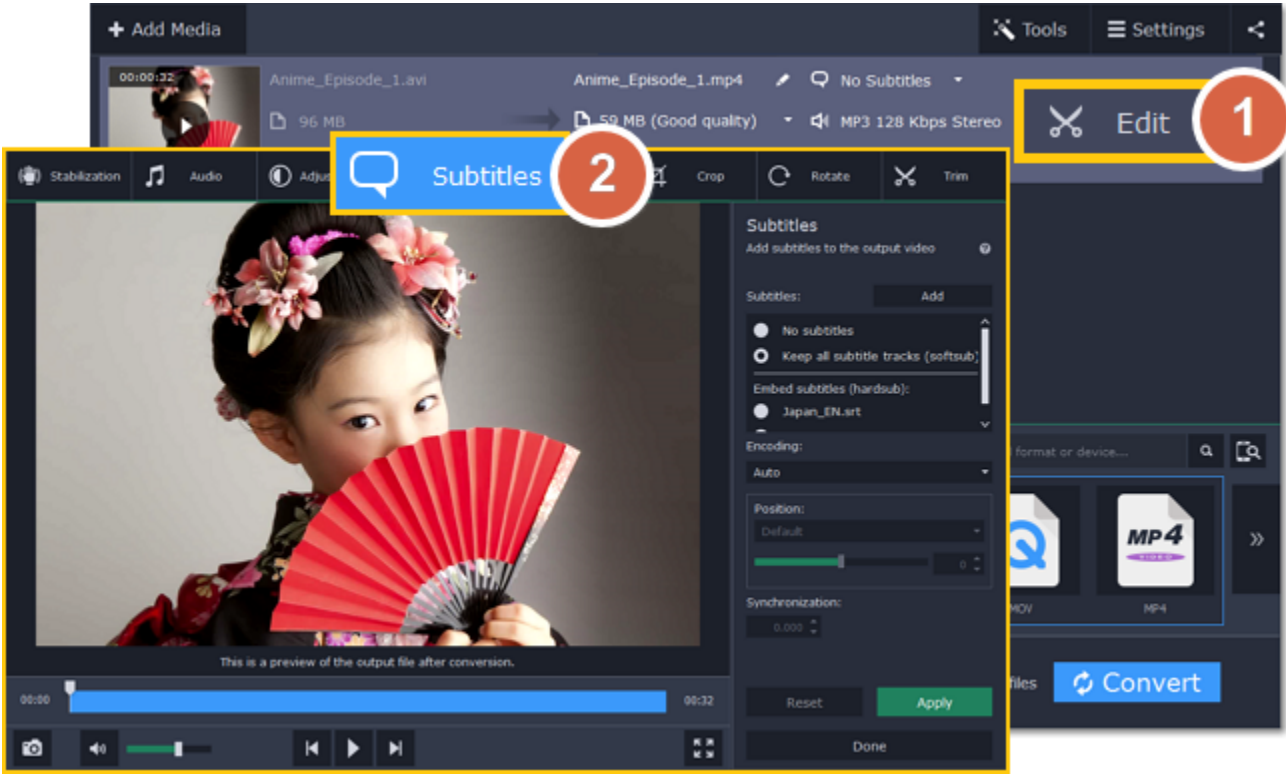 Add Media
Tools
Settings
00:00:32
Anime_Episode_1.avi
Anime_Episode_1.mp4
No Subtitles
96 MB
59 MB (Good quality)
MP3 128 Kbps Stereo
Edit
1
Stabilization
Audio
Subtitles
2
Crop
Rotate
Trim
Subtitles
Add subtitles to the output video
Subtitles:
Add
No subtitles
Keep all subtitle tracks (softsub)
Embed subtitles (hardsub):
Japan_EN.srt
Encoding:
Auto
Position:
Default
0
Synchronization:
0.000
format or device...
MP4
VIDEO
MOV
MP4
This is a preview of the output file after conversion.
00:00
00:32
Reset
Apply
Done
files
Convert